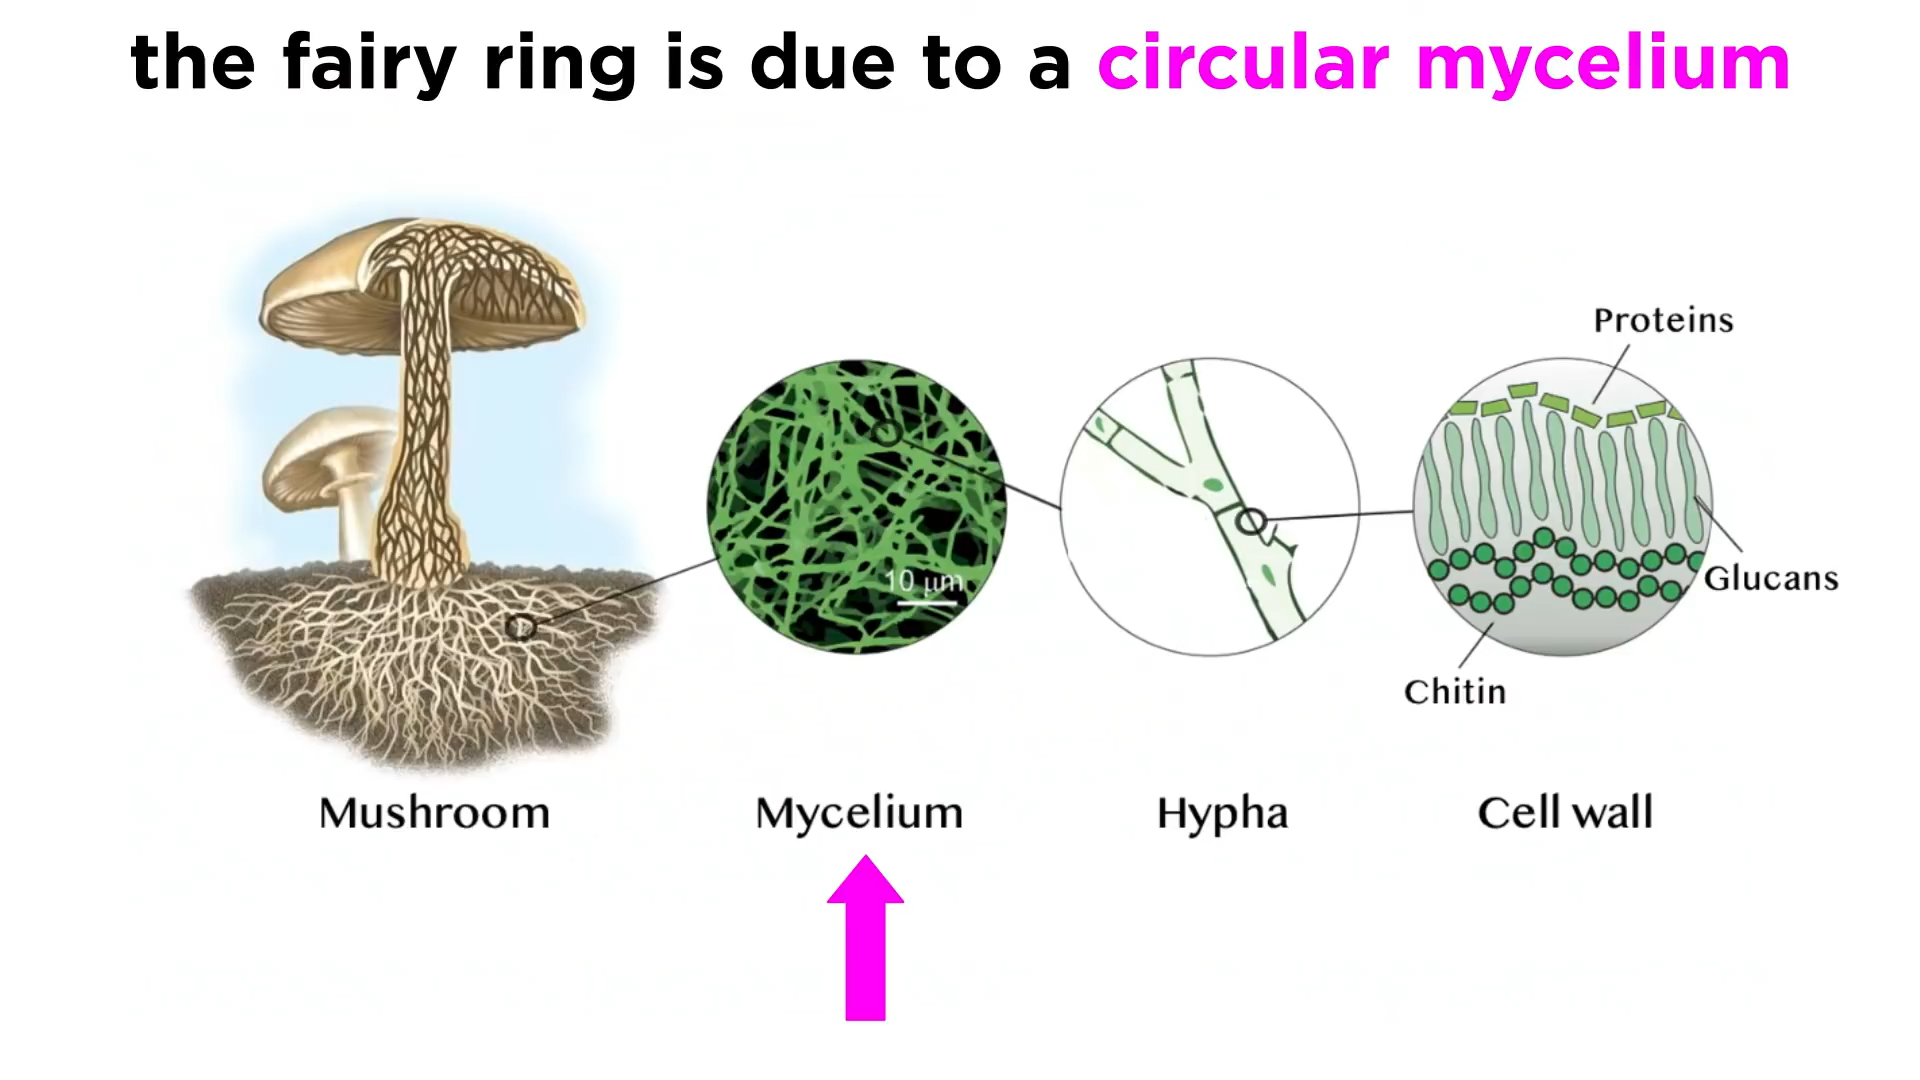 the fairy ring is due to a circular mycelium
Proteins
10 μm
Glucans
Chitin
Mushroom
Mycelium
Hypha
Cell wall